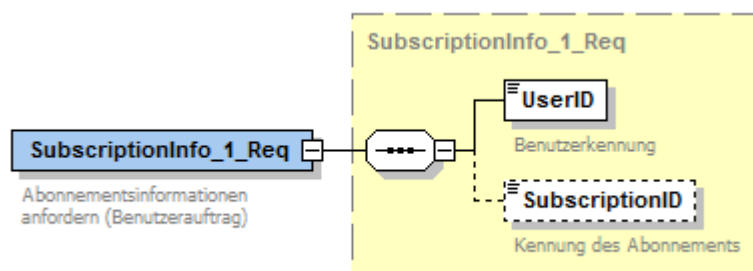 SubscriptionInfo_1_Req
UserID
Benutzerkennung
SubscriptionInfo_1_Req
Abonnementsinformationen
anfordern (Benutzerauftrag)
SubscriptionID
Kennung des Abonnements